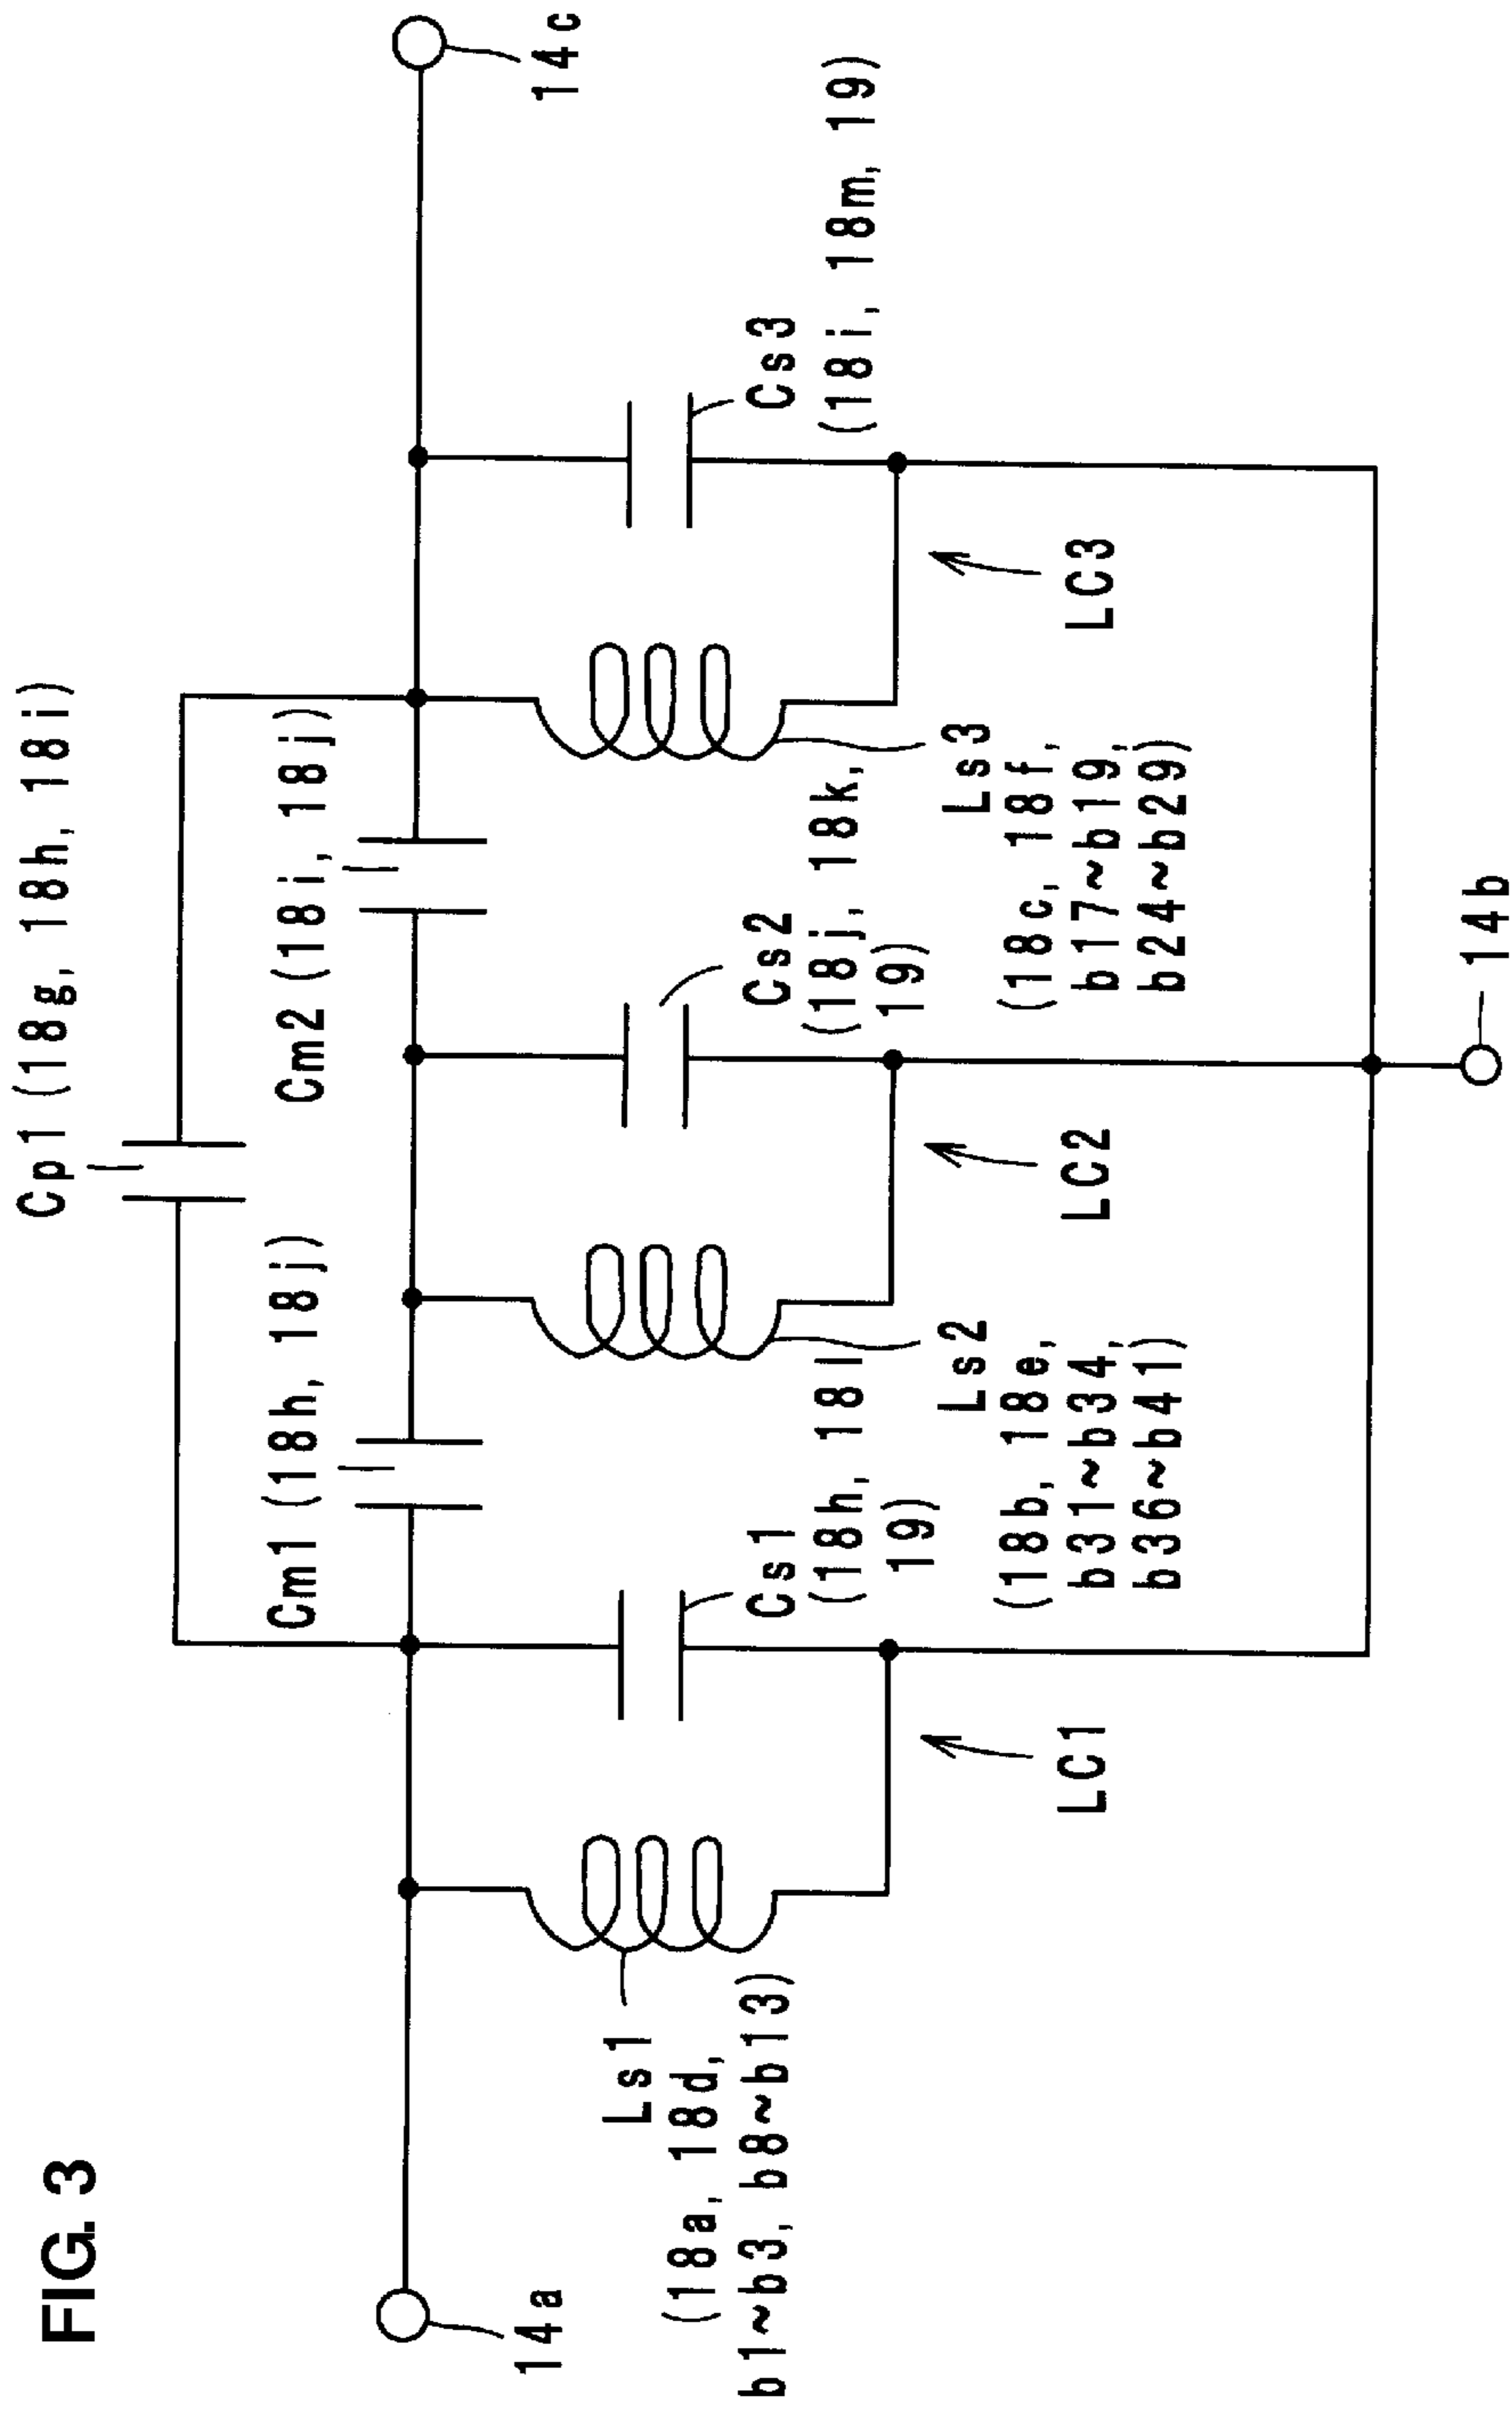 FIG. 3
Cp1 (18g, 18h, 18i)
Cm1 (18h, 18j)
Cm2 (18i, 18j)
14a
14c
Ls1
(18a, 18d,
b1~b3, b8~b13)
Cs1
(18h, 18l
19)
Ls2
(18b, 18e,
b31~b34,
b36~b41)
Cs2
(18j, 18k,
19)
Ls3
(18c, 18f,
b17~b19,
b24~b29)
Cs3
(18i, 18m, 19)
LC1
LC2
LC3
14b